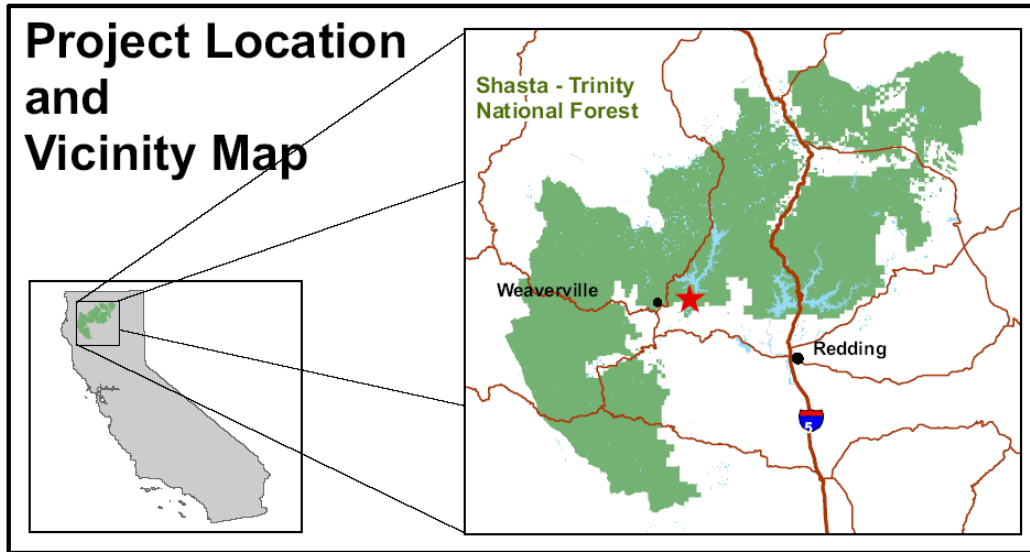 Project Location
and
Vicinity Map
Shasta - Trinity
National Forest
Weaverville
Redding
5